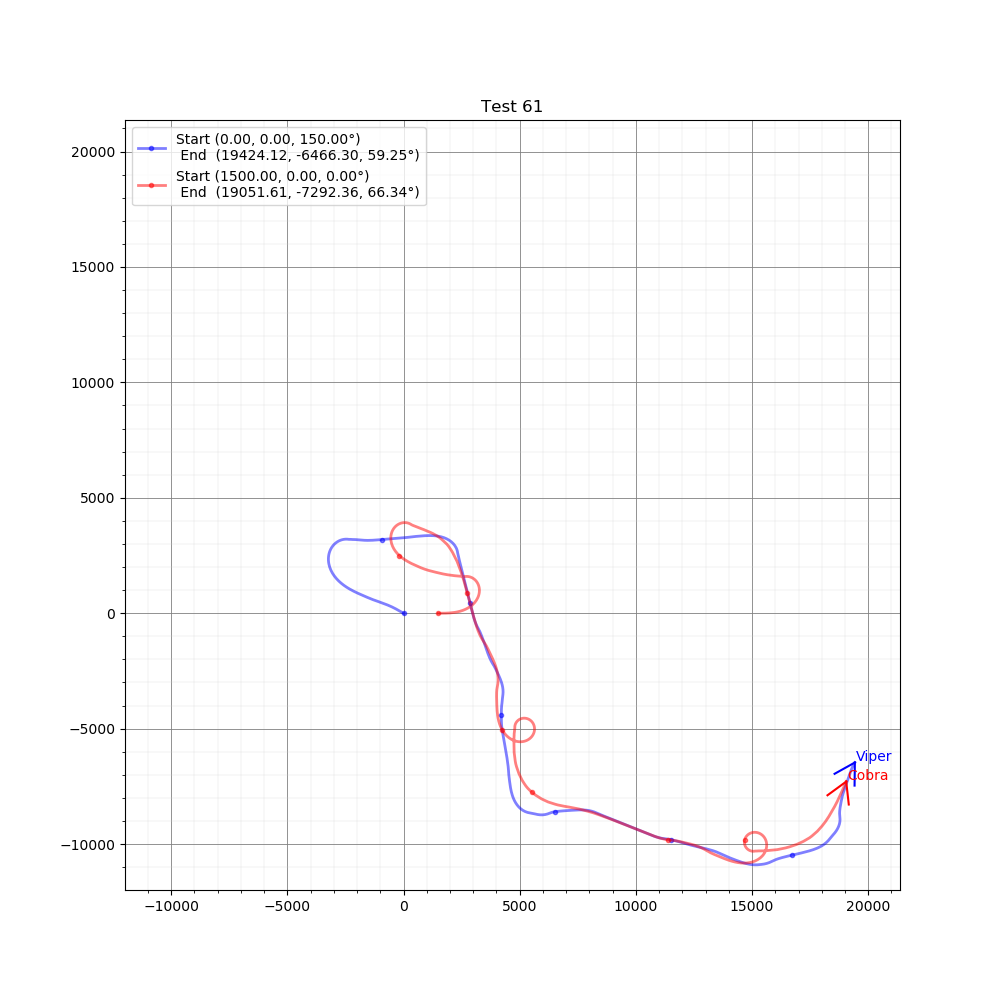 Test 61
Start (0.00, 0.00, 150.00°)
End (19424.12, -6466.30, 59.25°)
Start (1500.00, 0.00, 0.00°)
End (19051.61, -7292.36, 66.34°)
20000
15000
10000
5000
0
−5000
−10000
Viper
Cobra
−10000
−5000
0
5000
10000
15000
20000